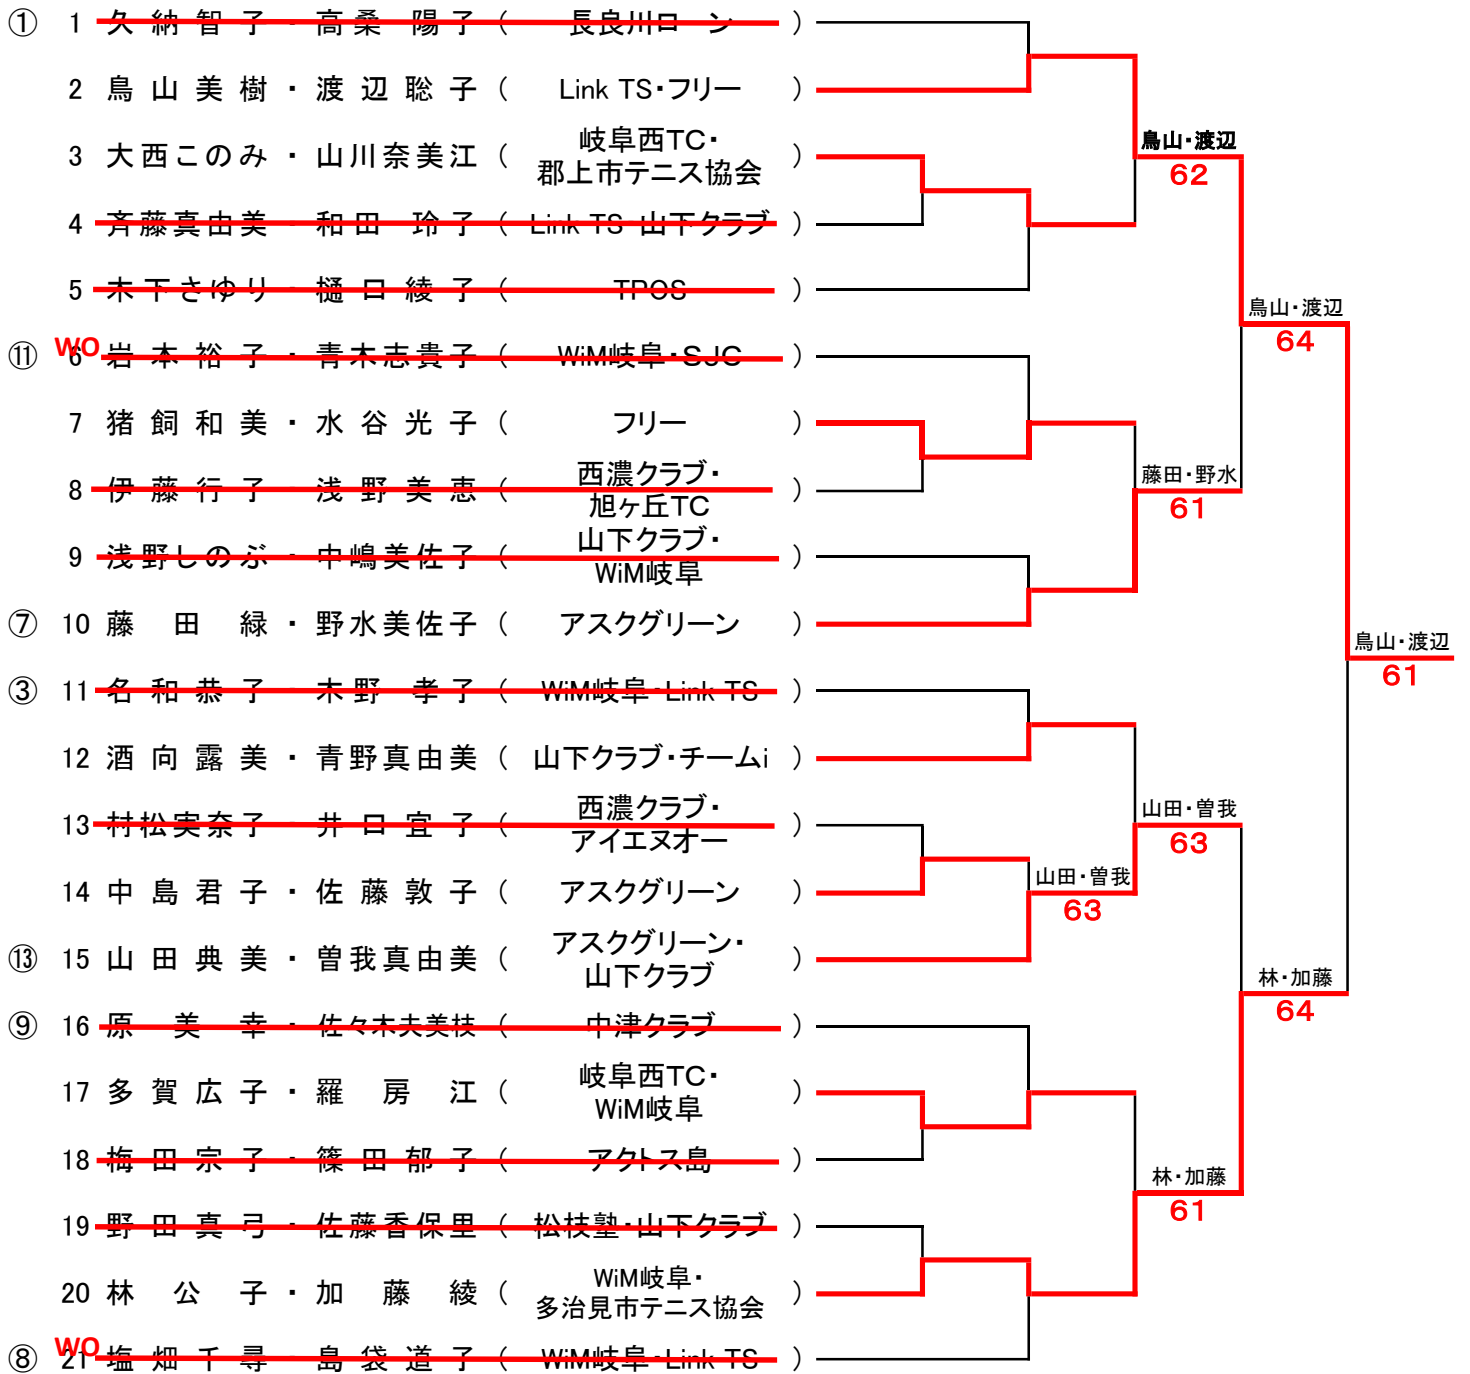 ① 1 久納智子・高桑 陽子 ( 長良川ローン )
2 鳥山美樹・渡辺聡子 ( Link TS・フリー )
3 大西このみ・山川奈美江 ( 岐阜西TC・
郡上市テニス協会 )
鳥山・渡辺
62
4 斉藤真由美・和田 玲子 ( Link TS・山下クラブ )
5 木下さゆり・樋口綾子 ( TPOS )
鳥山・渡辺
64
⑪ WO 6 岩本裕子・青木志貴子 ( WiM岐阜・SJC )
7 猪飼和美・水谷光子 ( フリー )
8 伊藤行子・浅野美恵 ( 西濃クラブ・
旭ヶ丘TC )
藤田・野水
61
9 浅野しのぶ・中嶋美佐子 ( 山下クラブ・
WiM岐阜 )
⑦ 10 藤 田 緑・野水美佐子 ( アスクグリーン )
鳥山・渡辺
61
③ 11 名和恭子・木野 孝子 ( WiM岐阜・Link TS )
12 酒向露美・青野真由美 ( 山下クラブ・チームi )
13 村松実奈子・井口宜子 ( 西濃クラブ・
アイエヌオー )
山田・曽我
63
14 中島君子・佐藤敦子 ( アスクグリーン )
山田・曽我
63
⑬ 15 山田典美・曽我真由美 ( アスクグリーン・
山下クラブ )
林・加藤
64
⑨ 16 原 美 幸・佐々木夫美枝 ( 中津クラブ )
17 多賀広子・羅 房 江 ( 岐阜西TC・
WiM岐阜 )
18 梅田宗子・篠田郁子 ( アクトス島 )
林・加藤
61
19 野田真弓・佐藤香保里 ( 松枝塾・山下クラブ )
20 林 公 子・加 藤 綾 ( WiM岐阜・
多治見市テニス協会 )
⑧ WO 21 塩畑千尋・島袋道子 ( WiM岐阜・Link TS )